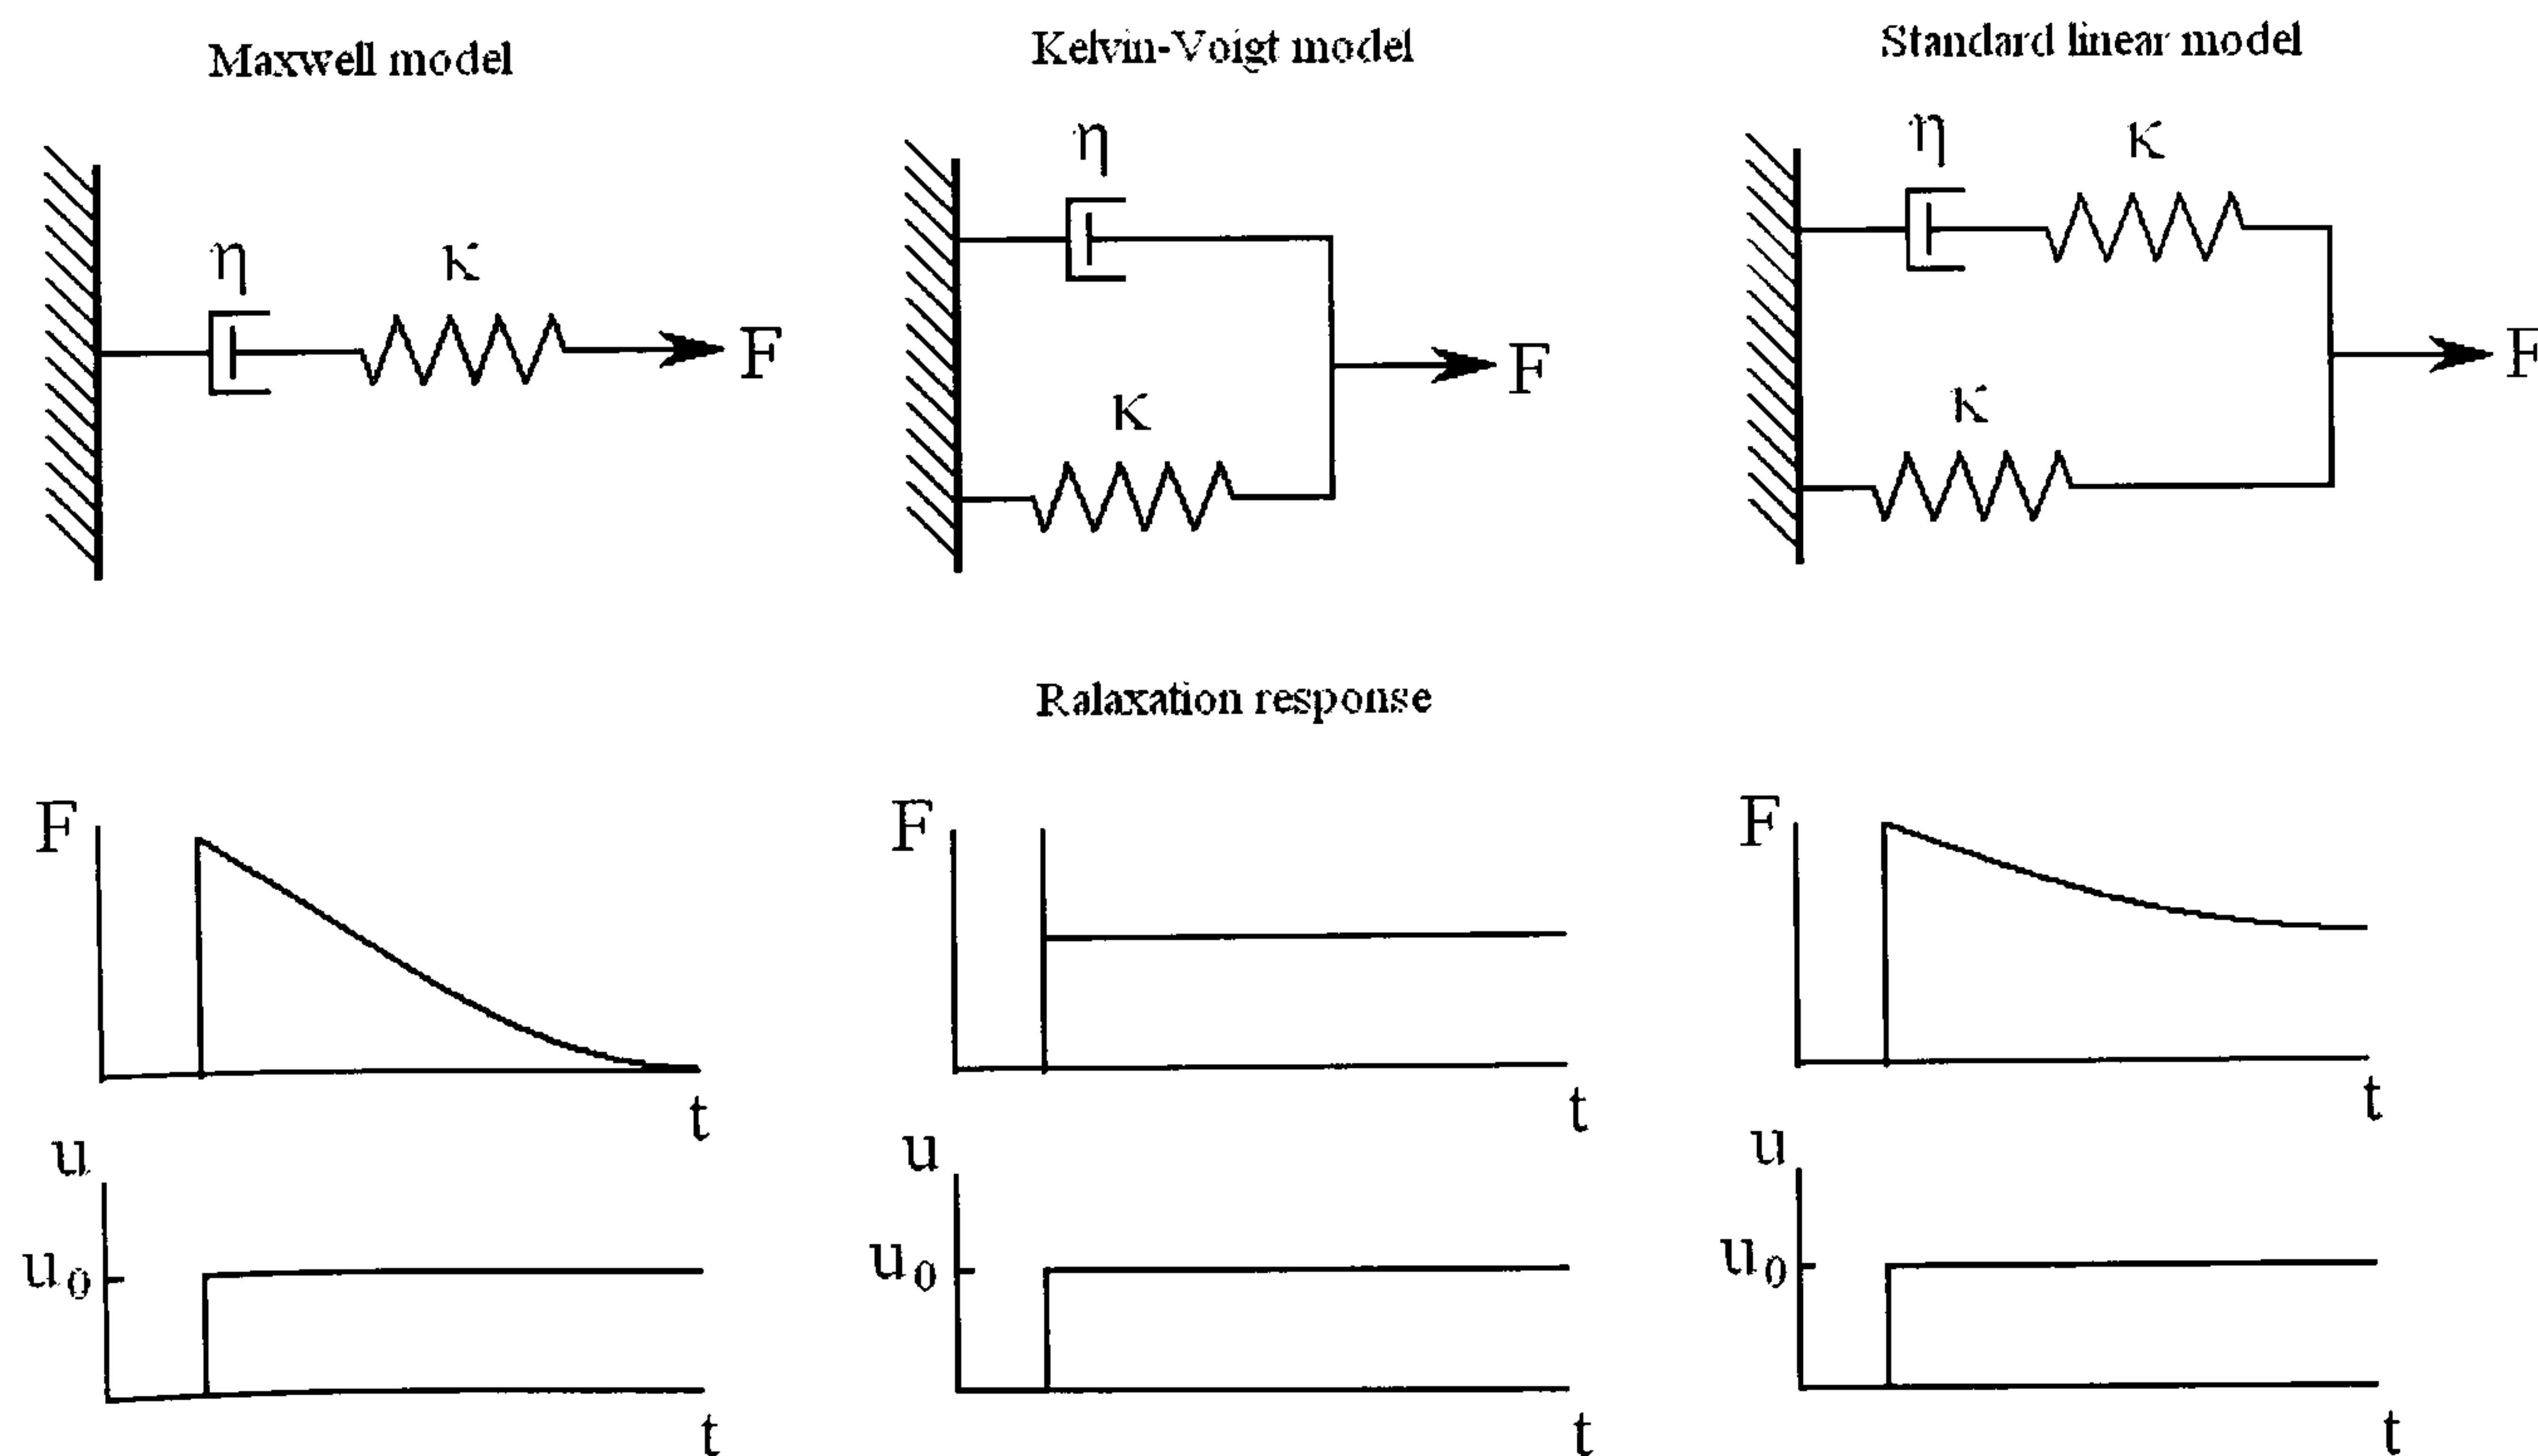 Maxwell model
Kelvin-Voigt model
Standard linear model
η
κ
F
η
κ
F
η
κ
κ
F
Ralaxation response
F
t
F
t
F
t
u
u₀
t
u
u₀
t
u
u₀
t